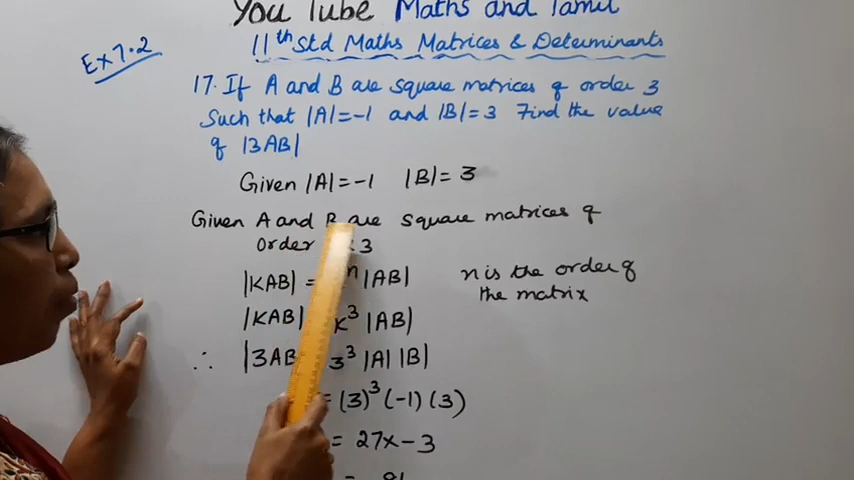 You Tube Maths and Tamil
11th Std Maths Matrices & Determinants
Ex 7.2
17. If A and B are square matrices of order 3
Such that |A|=-1 and |B|=3 Find the value
of |3AB|
Given |A|=-1 |B|=3
Given A and B are square matrices of
Order 3
|KAB| = n |AB| n is the order of
the matrix
|KAB| K³ |AB|
∴ |3AB 3³ |A| |B|
= (3)³ (-1) (3)
= 27x-3